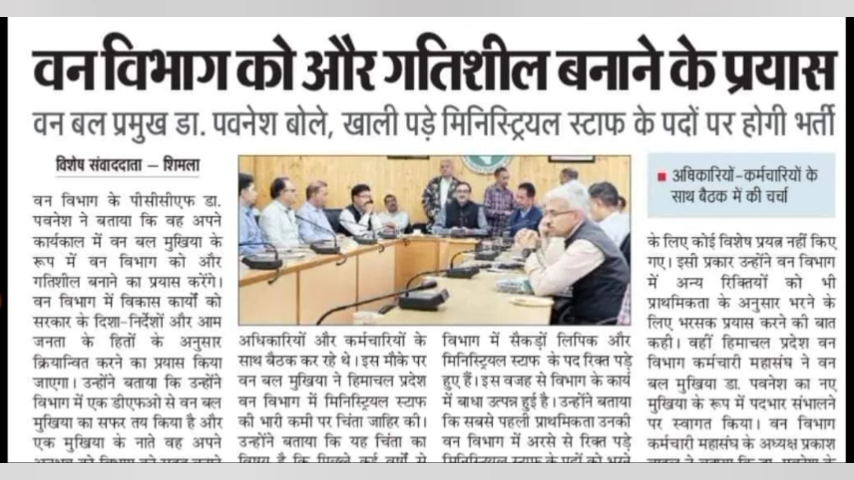 वन विभाग को और गतिशील बनाने के प्रयास
वन बल प्रमुख डा. पवनेश बोले, खाली पड़े मिनिस्ट्रियल स्टाफ के पदों पर होगी भर्ती
विशेष संवाददाता – शिमला
वन विभाग के पीसीसीएफ डा.
पवनेश ने बताया कि वह अपने
कार्यकाल में वन बल मुखिया के
रूप में वन विभाग को और
गतिशील बनाने का प्रयास करेंगे।
वन विभाग में विकास कार्यों को
सरकार के दिशा-निर्देशों और आम
जनता के हितों के अनुसार
क्रियान्वित करने का प्रयास किया
जाएगा। उन्होंने बताया कि उन्होंने
विभाग में एक डीएफओ से वन बल
मुखिया का सफर तय किया है और
एक मुखिया के नाते वह अपने
अधिकारियों और कर्मचारियों के
साथ बैठक कर रहे थे। इस मौके पर
वन बल मुखिया ने हिमाचल प्रदेश
वन विभाग में मिनिस्ट्रियल स्टाफ
की भारी कमी पर चिंता जाहिर की।
उन्होंने बताया कि यह चिंता का
विषय है कि पिछले कई वर्षों से
विभाग में सैकड़ों लिपिक और
मिनिस्ट्रियल स्टाफ के पद रिक्त पड़े
हुए हैं। इस वजह से विभाग के कार्य
में बाधा उत्पन्न हुई है। उन्होंने बताया
कि सबसे पहली प्राथमिकता उनकी
वन विभाग में अरसे से रिक्त पड़े
मिनिस्ट्रियल स्टाफ के पदों को भरने
■ अधिकारियों-कर्मचारियों के
साथ बैठक में की चर्चा
के लिए कोई विशेष प्रयत्न नहीं किए
गए। इसी प्रकार उन्होंने वन विभाग
में अन्य रिक्तियों को भी
प्राथमिकता के अनुसार भरने के
लिए भरसक प्रयास करने की बात
कही। वहीं हिमाचल प्रदेश वन
विभाग कर्मचारी महासंघ ने वन
बल मुखिया डा. पवनेश का नए
मुखिया के रूप में पदभार संभालने
पर स्वागत किया। वन विभाग
कर्मचारी महासंघ के अध्यक्ष प्रकाश